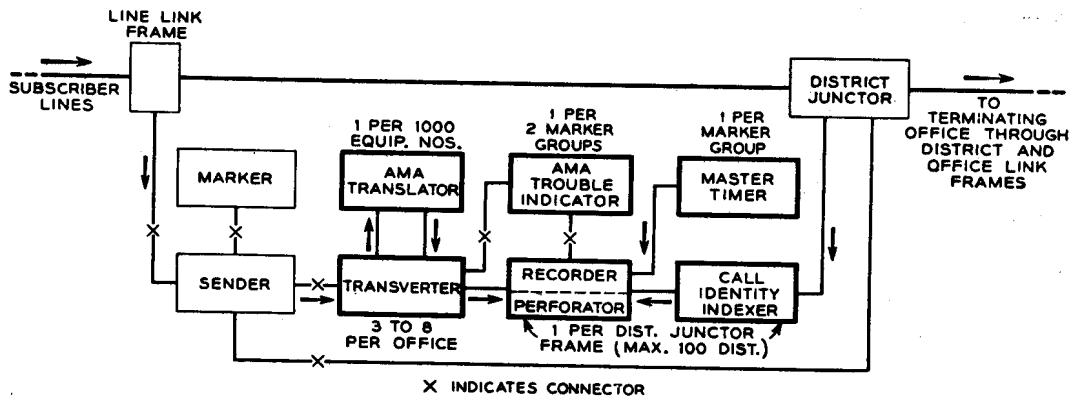 LINE LINK
FRAME
SUBSCRIBER
LINES
DISTRICT
JUNCTOR
TO
TERMINATING
OFFICE THROUGH
DISTRICT AND
OFFICE LINK
FRAMES
1 PER 1000
EQUIP. NOS.
1 PER
2 MARKER
GROUPS
1 PER
MARKER
GROUP
MARKER
AMA
TRANSLATOR
AMA
TROUBLE
INDICATOR
MASTER
TIMER
SENDER
TRANSVERTER
RECORDER
PERFORATOR
CALL
IDENTITY
INDEXER
3 TO 8
PER OFFICE
1 PER DIST. JUNCTOR
FRAME (MAX. 100 DIST.)
X INDICATES CONNECTOR